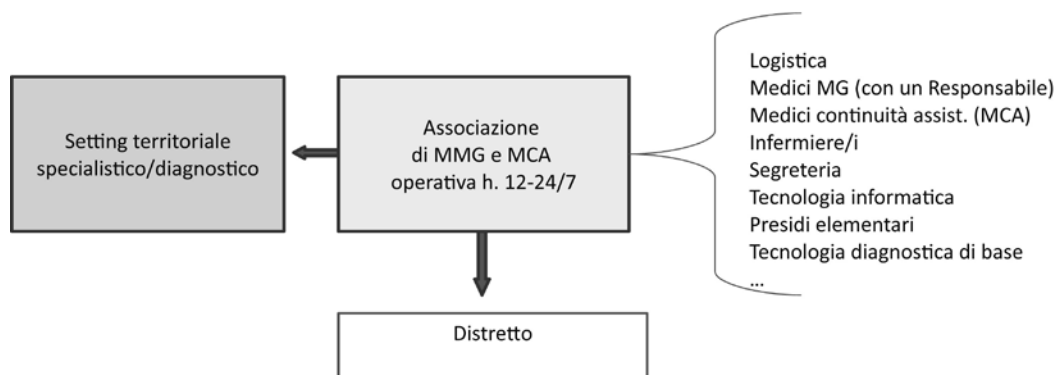 Setting territoriale
specialistico/diagnostico
Associazione
di MMG e MCA
operativa h. 12-24/7
Logistica
Medici MG (con un Responsabile)
Medici continuità assist. (MCA)
Infermiere/i
Segreteria
Tecnologia informatica
Presidi elementari
Tecnologia diagnostica di base
...
Distretto